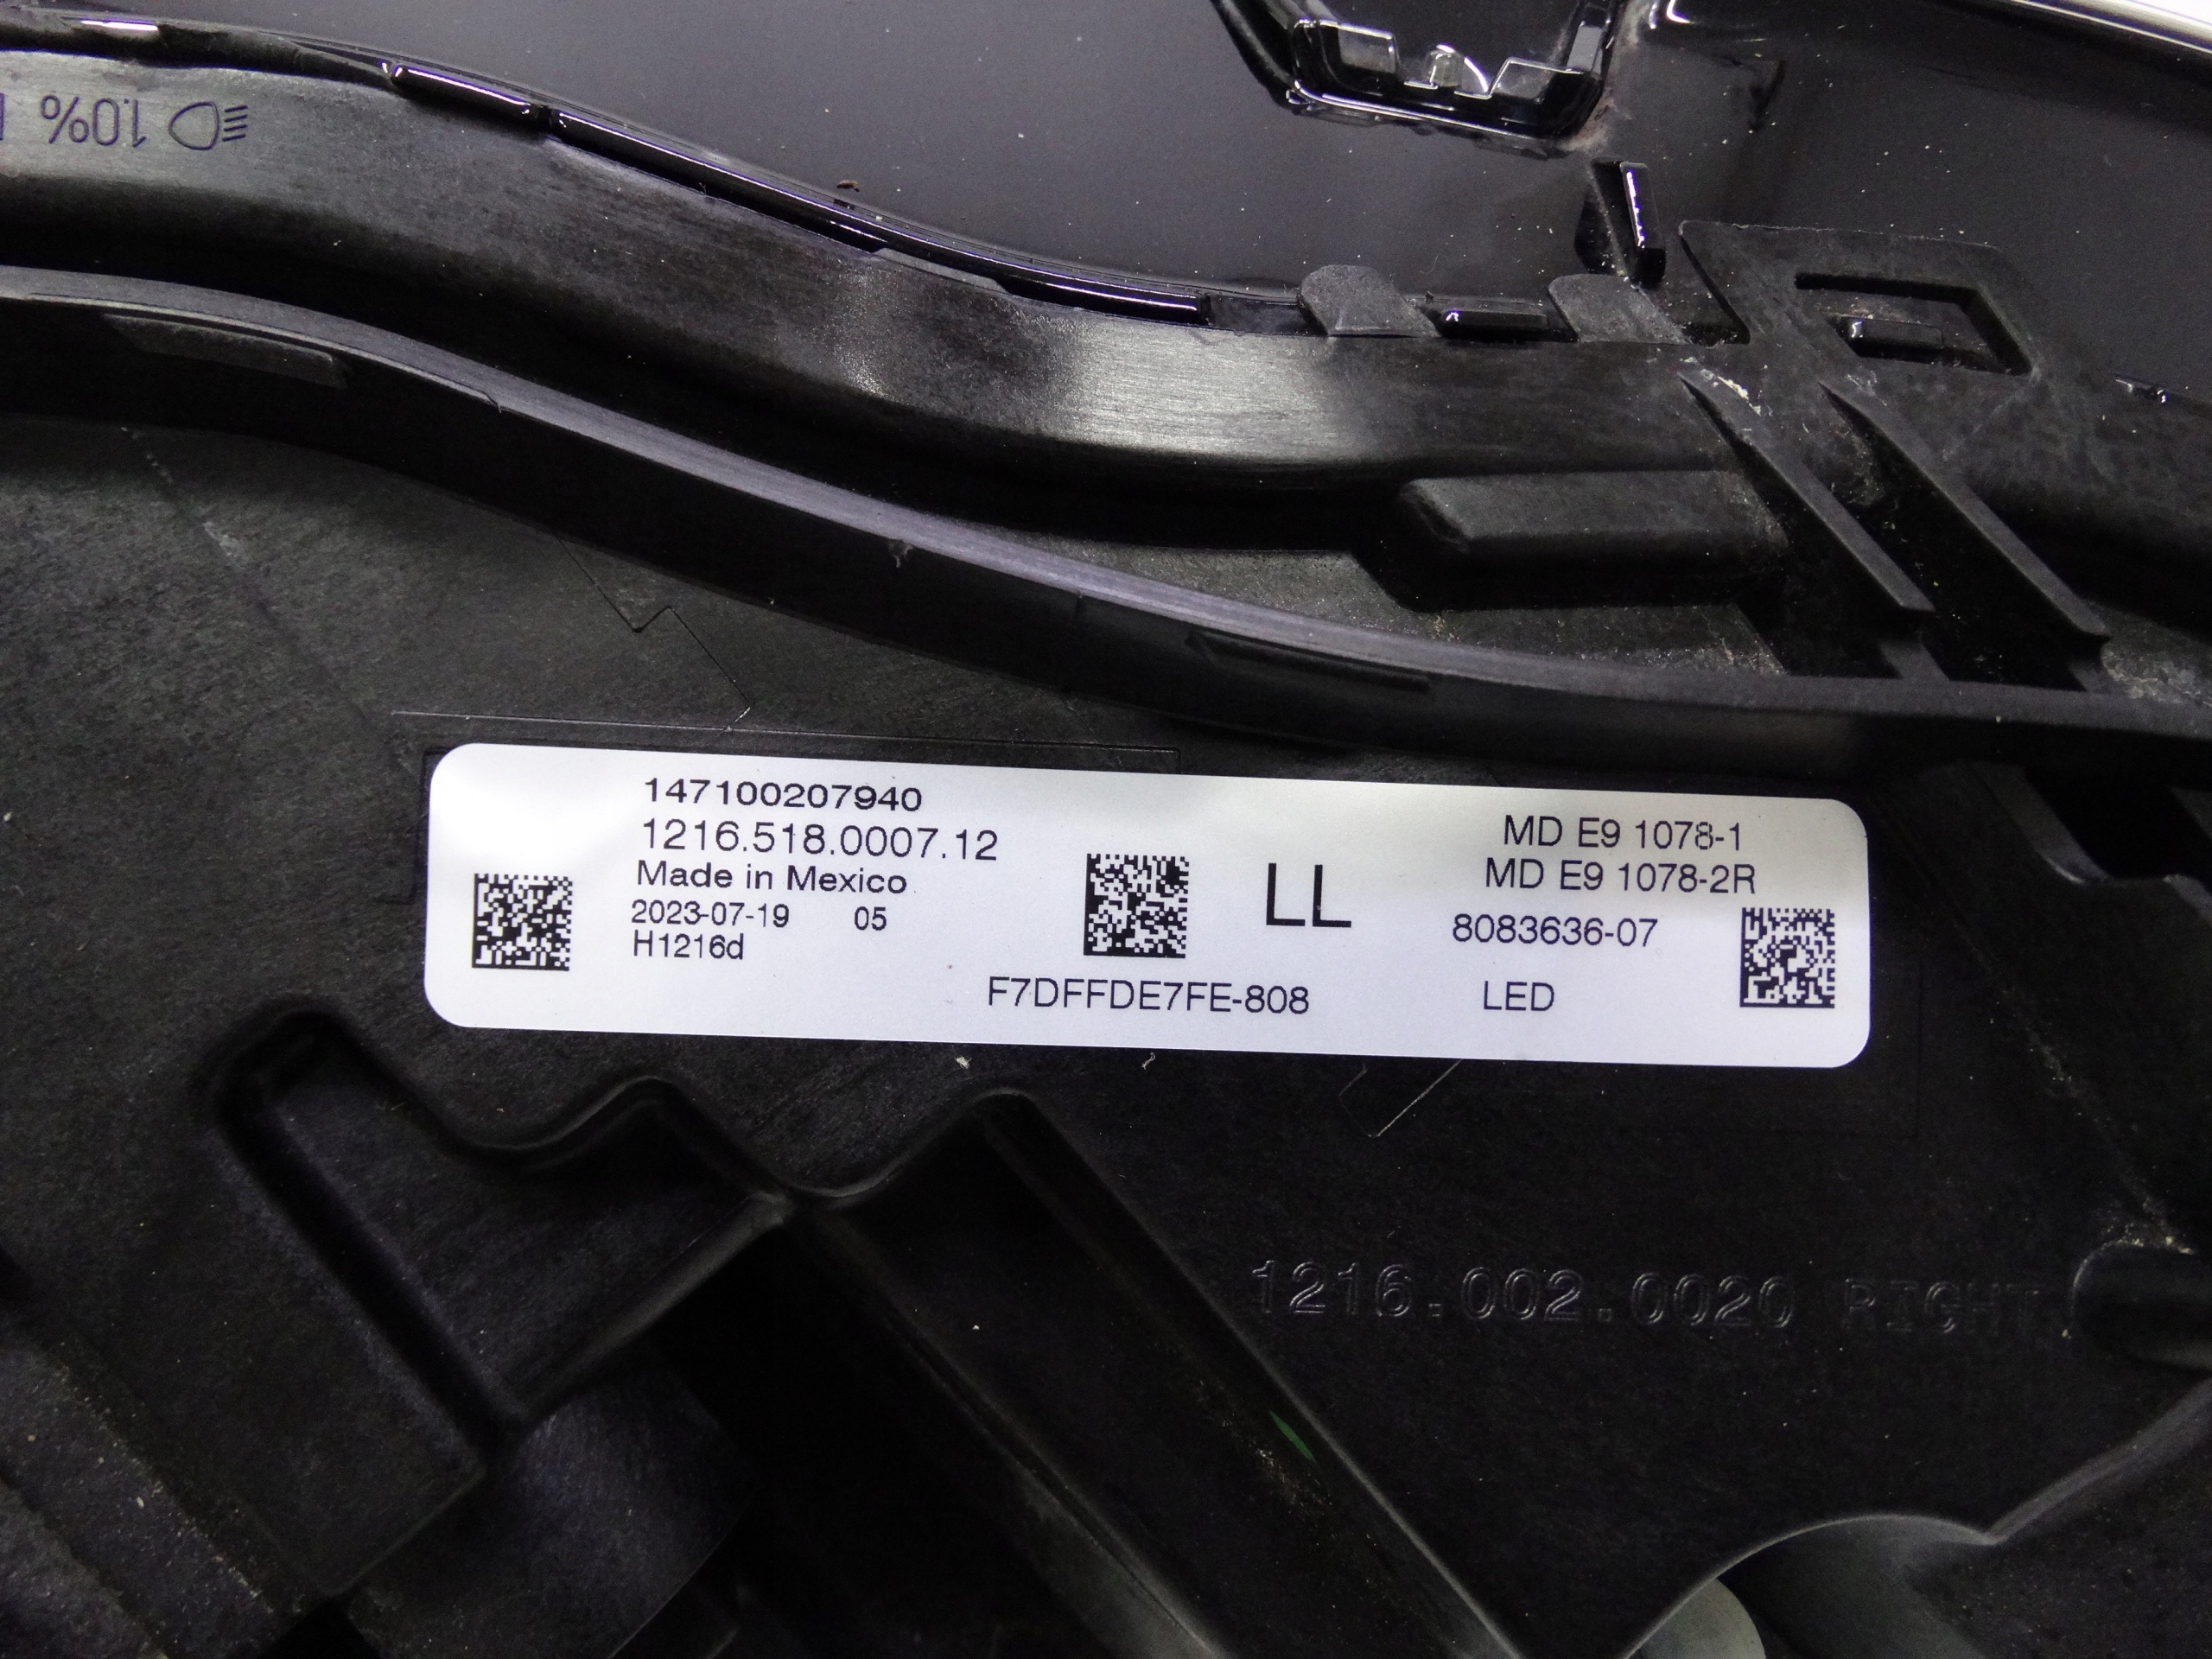 10%
147100207940
1216.518.0007.12
Made in Mexico
2023-07-19 05
H1216d
LL
MD E9 1078-1
MD E9 1078-2R
8083636-07
F7DFFDE7FE-808
LED
1216.002.0020 RIGHT